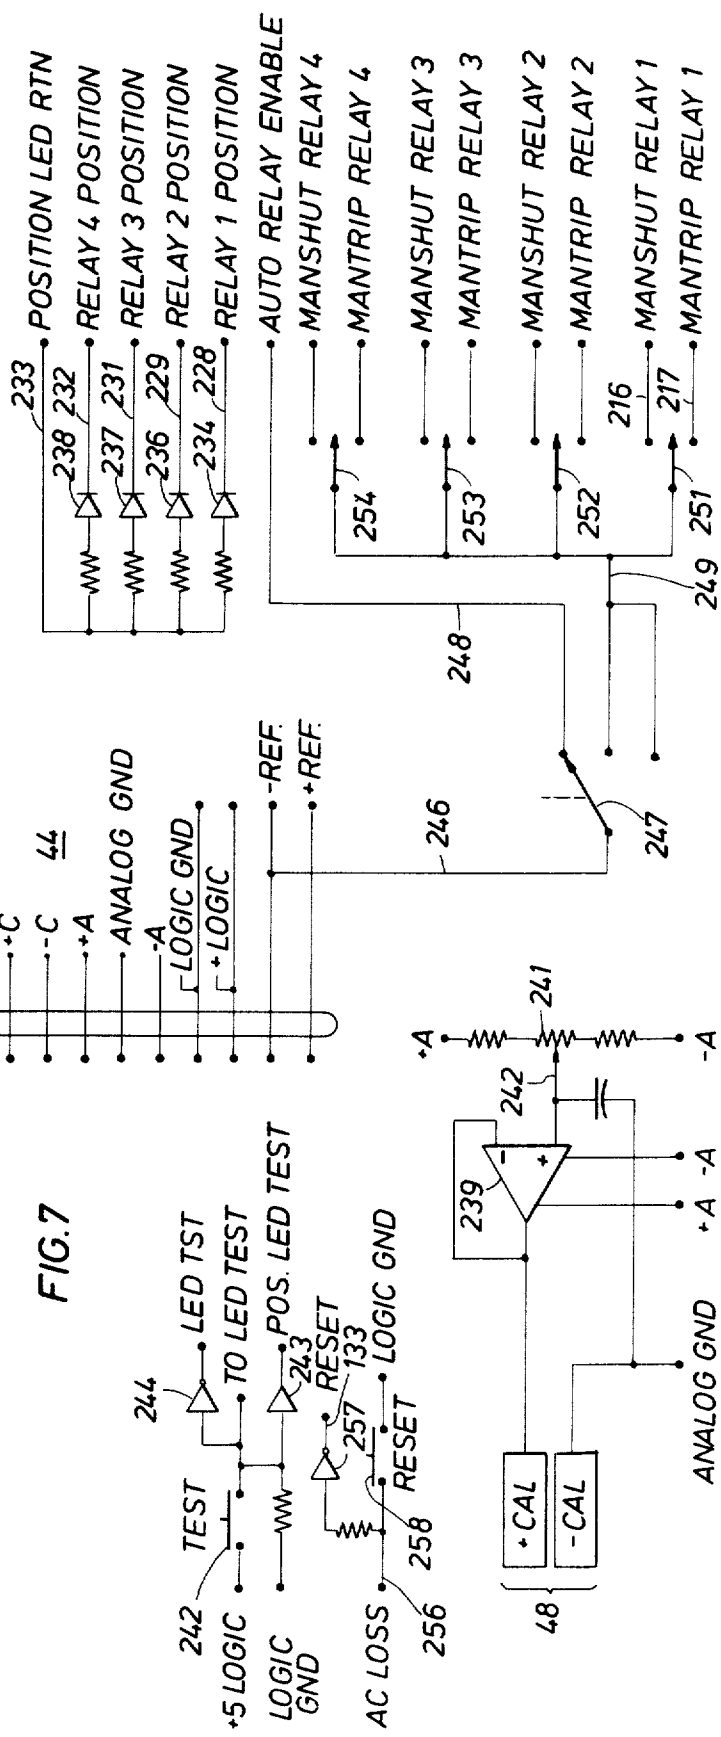 FIG.7
POSITION LED RTN
RELAY 4 POSITION
RELAY 3 POSITION
RELAY 2 POSITION
RELAY 1 POSITION
AUTO RELAY ENABLE
MANSHUT RELAY 4
MANTRIP RELAY 4
MANSHUT RELAY 3
MANTRIP RELAY 3
MANSHUT RELAY 2
MANTRIP RELAY 2
MANSHUT RELAY 1
MANTRIP RELAY 1
233
238
232
237
231
236
229
234
228
254
253
252
216
217
251
249
248
247
246
44
+C
-C
+A
ANALOG GND
-A
LOGIC GND
+ LOGIC
-REF.
+REF.
LED TST
244
TO LED TEST
POS. LED TEST
243
TEST
242
+5 LOGIC
LOGIC
GND
RESET
133
257
LOGIC GND
RESET
258
256
AC LOSS
+A
241
242
-A
239
-A
+A
ANALOG GND
+CAL
-CAL
48